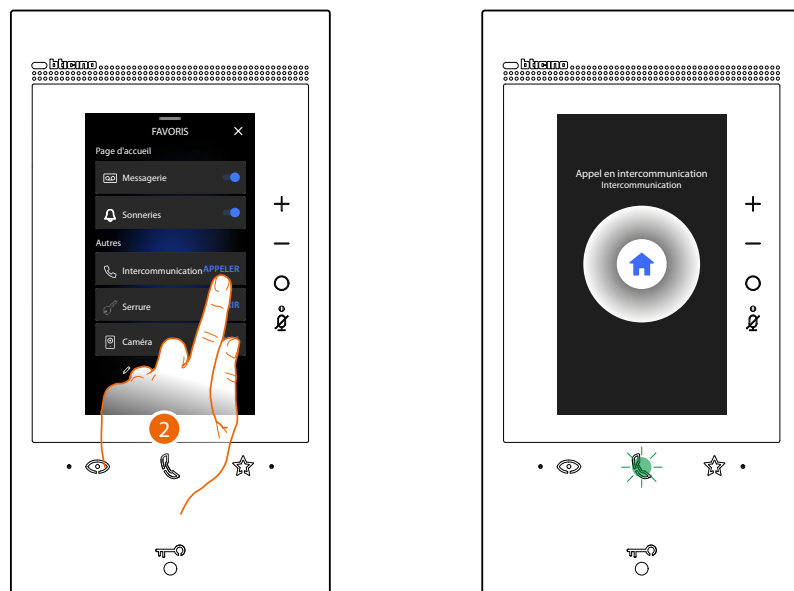 bticino
FAVORIS
Page d'accueil
Messagerie
Sonneries
Autres
Intercommunication APPELER
Serrure
Caméra
2
bticino
Appel en intercommunication
Intercommunication